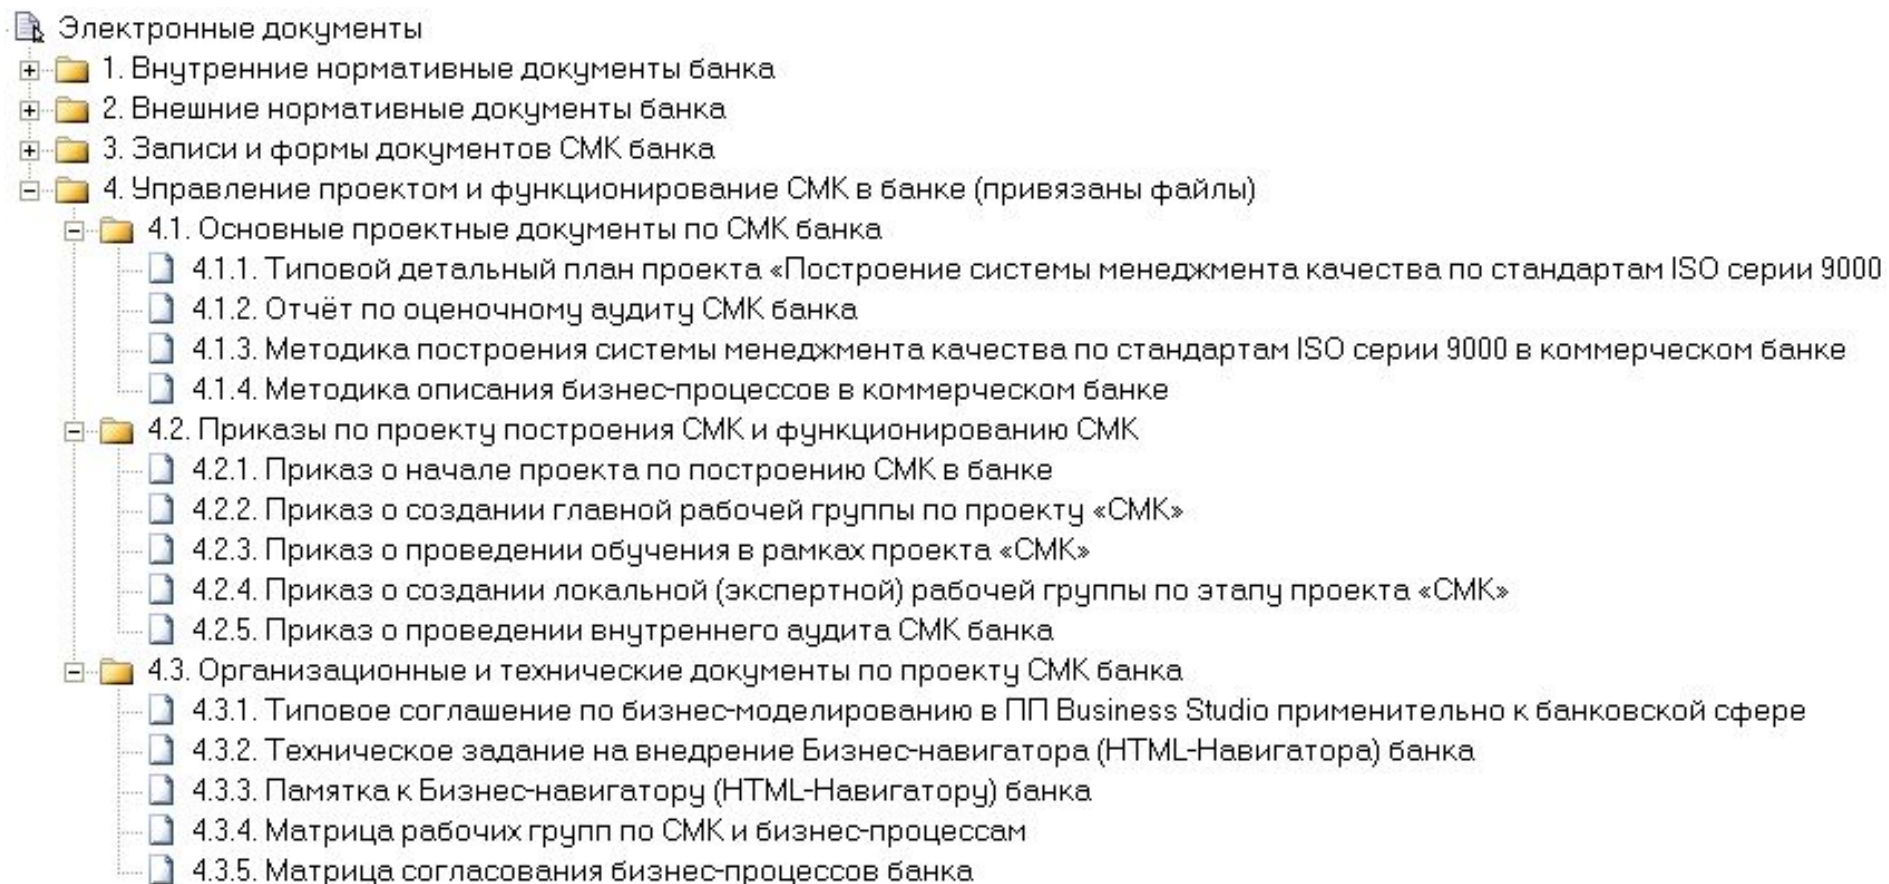 Электронные документы
1. Внутренние нормативные документы банка
2. Внешние нормативные документы банка
3. Записи и формы документов СМК банка
4. Управление проектом и функционирование СМК в банке (привязаны файлы)
4.1. Основные проектные документы по СМК банка
4.1.1. Типовой детальный план проекта «Построение системы менеджмента качества по стандартам ISO серии 9000
4.1.2. Отчёт по оценочному аудиту СМК банка
4.1.3. Методика построения системы менеджмента качества по стандартам ISO серии 9000 в коммерческом банке
4.1.4. Методика описания бизнес-процессов в коммерческом банке
4.2. Приказы по проекту построения СМК и функционированию СМК
4.2.1. Приказ о начале проекта по построению СМК в банке
4.2.2. Приказ о создании главной рабочей группы по проекту «СМК»
4.2.3. Приказ о проведении обучения в рамках проекта «СМК»
4.2.4. Приказ о создании локальной (экспертной) рабочей группы по этапу проекта «СМК»
4.2.5. Приказ о проведении внутреннего аудита СМК банка
4.3. Организационные и технические документы по проекту СМК банка
4.3.1. Типовое соглашение по бизнес-моделированию в ПП Business Studio применительно к банковской сфере
4.3.2. Техническое задание на внедрение Бизнес-навигатора (HTML-Навигатора) банка
4.3.3. Памятка к Бизнес-навигатору (HTML-Навигатору) банка
4.3.4. Матрица рабочих групп по СМК и бизнес-процессам
4.3.5. Матрица согласования бизнес-процессов банка